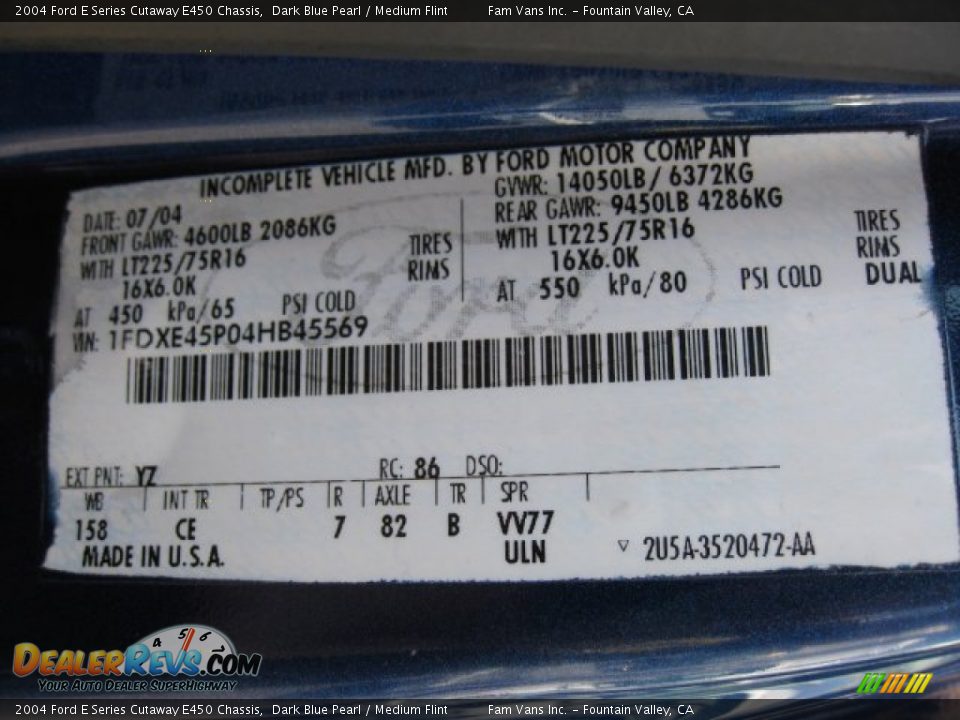 2004 Ford E Series Cutaway E450 Chassis, Dark Blue Pearl / Medium Flint Fam Vans Inc. - Fountain Valley, CA
INCOMPLETE VEHICLE MFD. BY FORD MOTOR COMPANY
DATE: 07/04 GVWR: 14050LB/ 6372KG
FRONT GAWR: 4600LB 2086KG REAR GAWR: 9450LB 4286KG
WITH LT225/75R16 TIRES WITH LT225/75R16 TIRES
16X6.0K RIMS 16X6.0K RIMS
AT 450 kPa/65 PSI COLD AT 550 kPa/80 PSI COLD DUAL
VIN: 1FDXE45P04HB45569
Ford
EXT PNT: YZ RC: 86 DSO:
WB INT TR TP/PS R AXLE TR SPR
158 CE 7 82 B VV77
MADE IN U.S.A. ULN ▽ 2U5A-3520472-AA
4 5 6
DEALERREVS.COM
YOUR AUTO DEALER SUPERHIGHWAY
2004 Ford E Series Cutaway E450 Chassis, Dark Blue Pearl / Medium Flint Fam Vans Inc. - Fountain Valley, CA